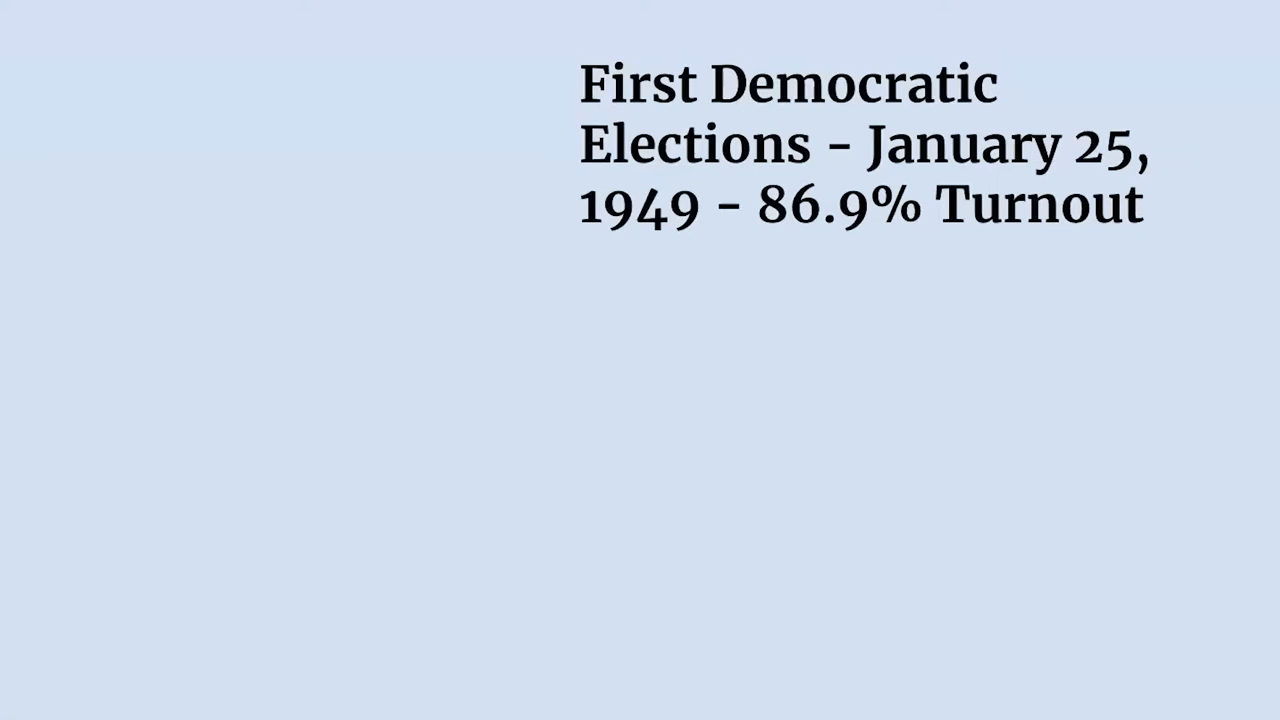 First Democratic
Elections - January 25,
1949 - 86.9% Turnout